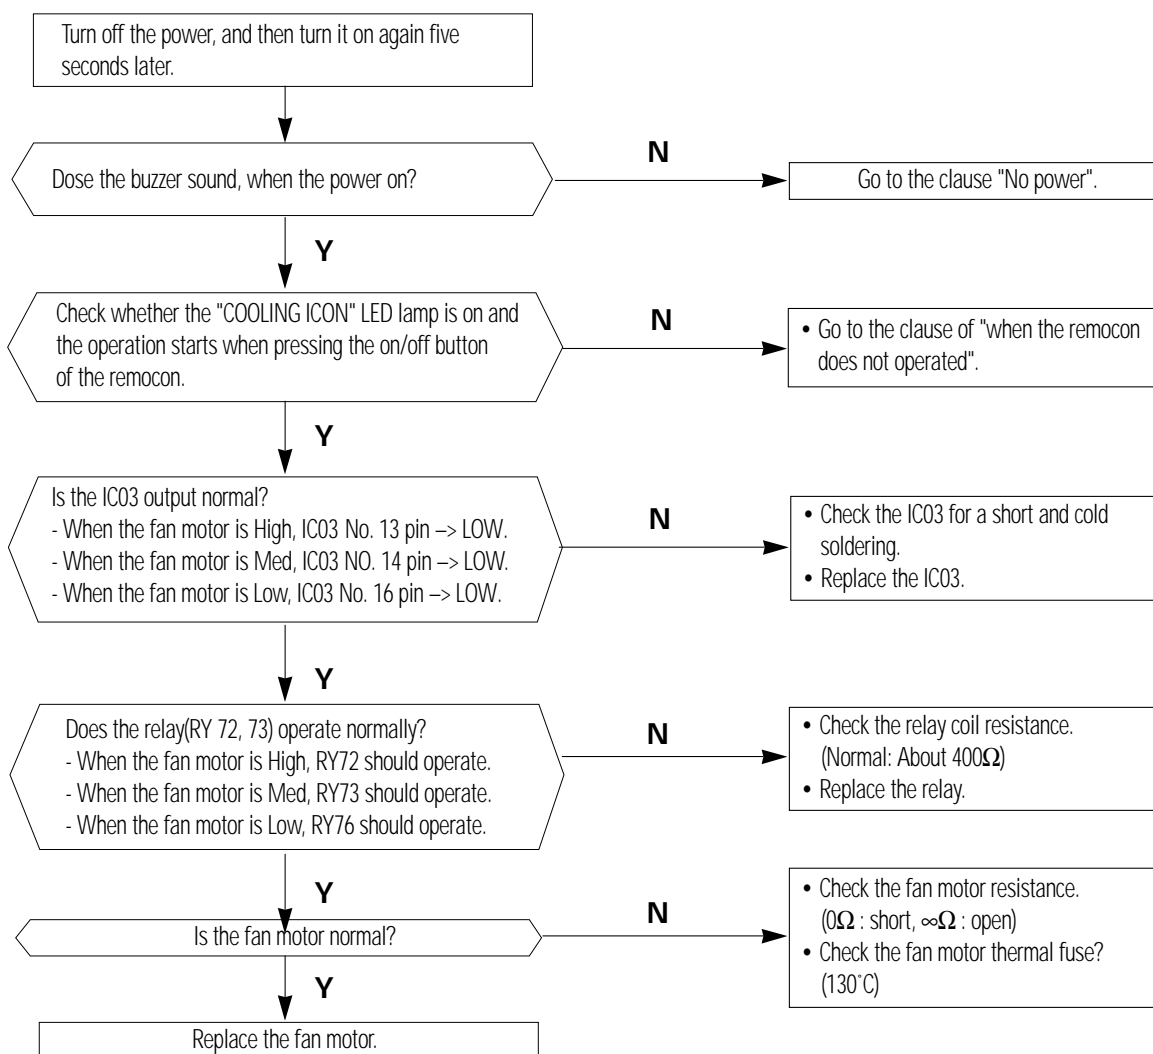 Turn off the power, and then turn it on again five
seconds later.
Dose the buzzer sound, when the power on?
N
Go to the clause "No power".
Y
Check whether the "COOLING ICON" LED lamp is on and
the operation starts when pressing the on/off button
of the remocon.
N
• Go to the clause of "when the remocon
does not operated".
Y
Is the IC03 output normal?
- When the fan motor is High, IC03 No. 13 pin –> LOW.
- When the fan motor is Med, IC03 NO. 14 pin –> LOW.
- When the fan motor is Low, IC03 No. 16 pin –> LOW.
N
• Check the IC03 for a short and cold
soldering.
• Replace the IC03.
Y
Does the relay(RY 72, 73) operate normally?
- When the fan motor is High, RY72 should operate.
- When the fan motor is Med, RY73 should operate.
- When the fan motor is Low, RY76 should operate.
N
• Check the relay coil resistance.
(Normal: About 400Ω)
• Replace the relay.
Y
Is the fan motor normal?
N
• Check the fan motor resistance.
(0Ω : short, ∞Ω : open)
• Check the fan motor thermal fuse?
(130˚C)
Y
Replace the fan motor.